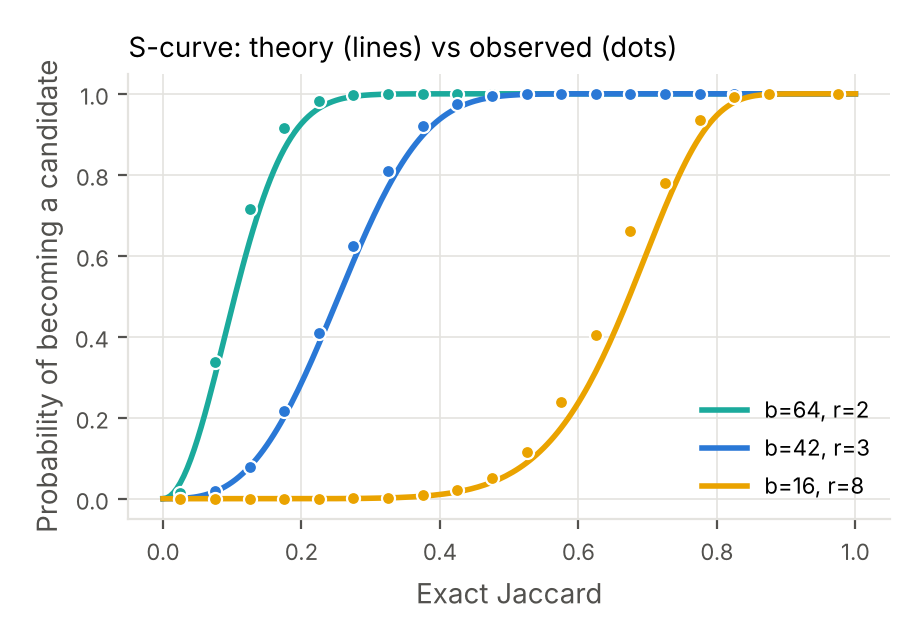 S-curve: theory (lines) vs observed (dots)
Probability of becoming a candidate
1.0
0.8
0.6
0.4
0.2
0.0
b=64, r=2
b=42, r=3
b=16, r=8
0.0 0.2 0.4 0.6 0.8 1.0
Exact Jaccard